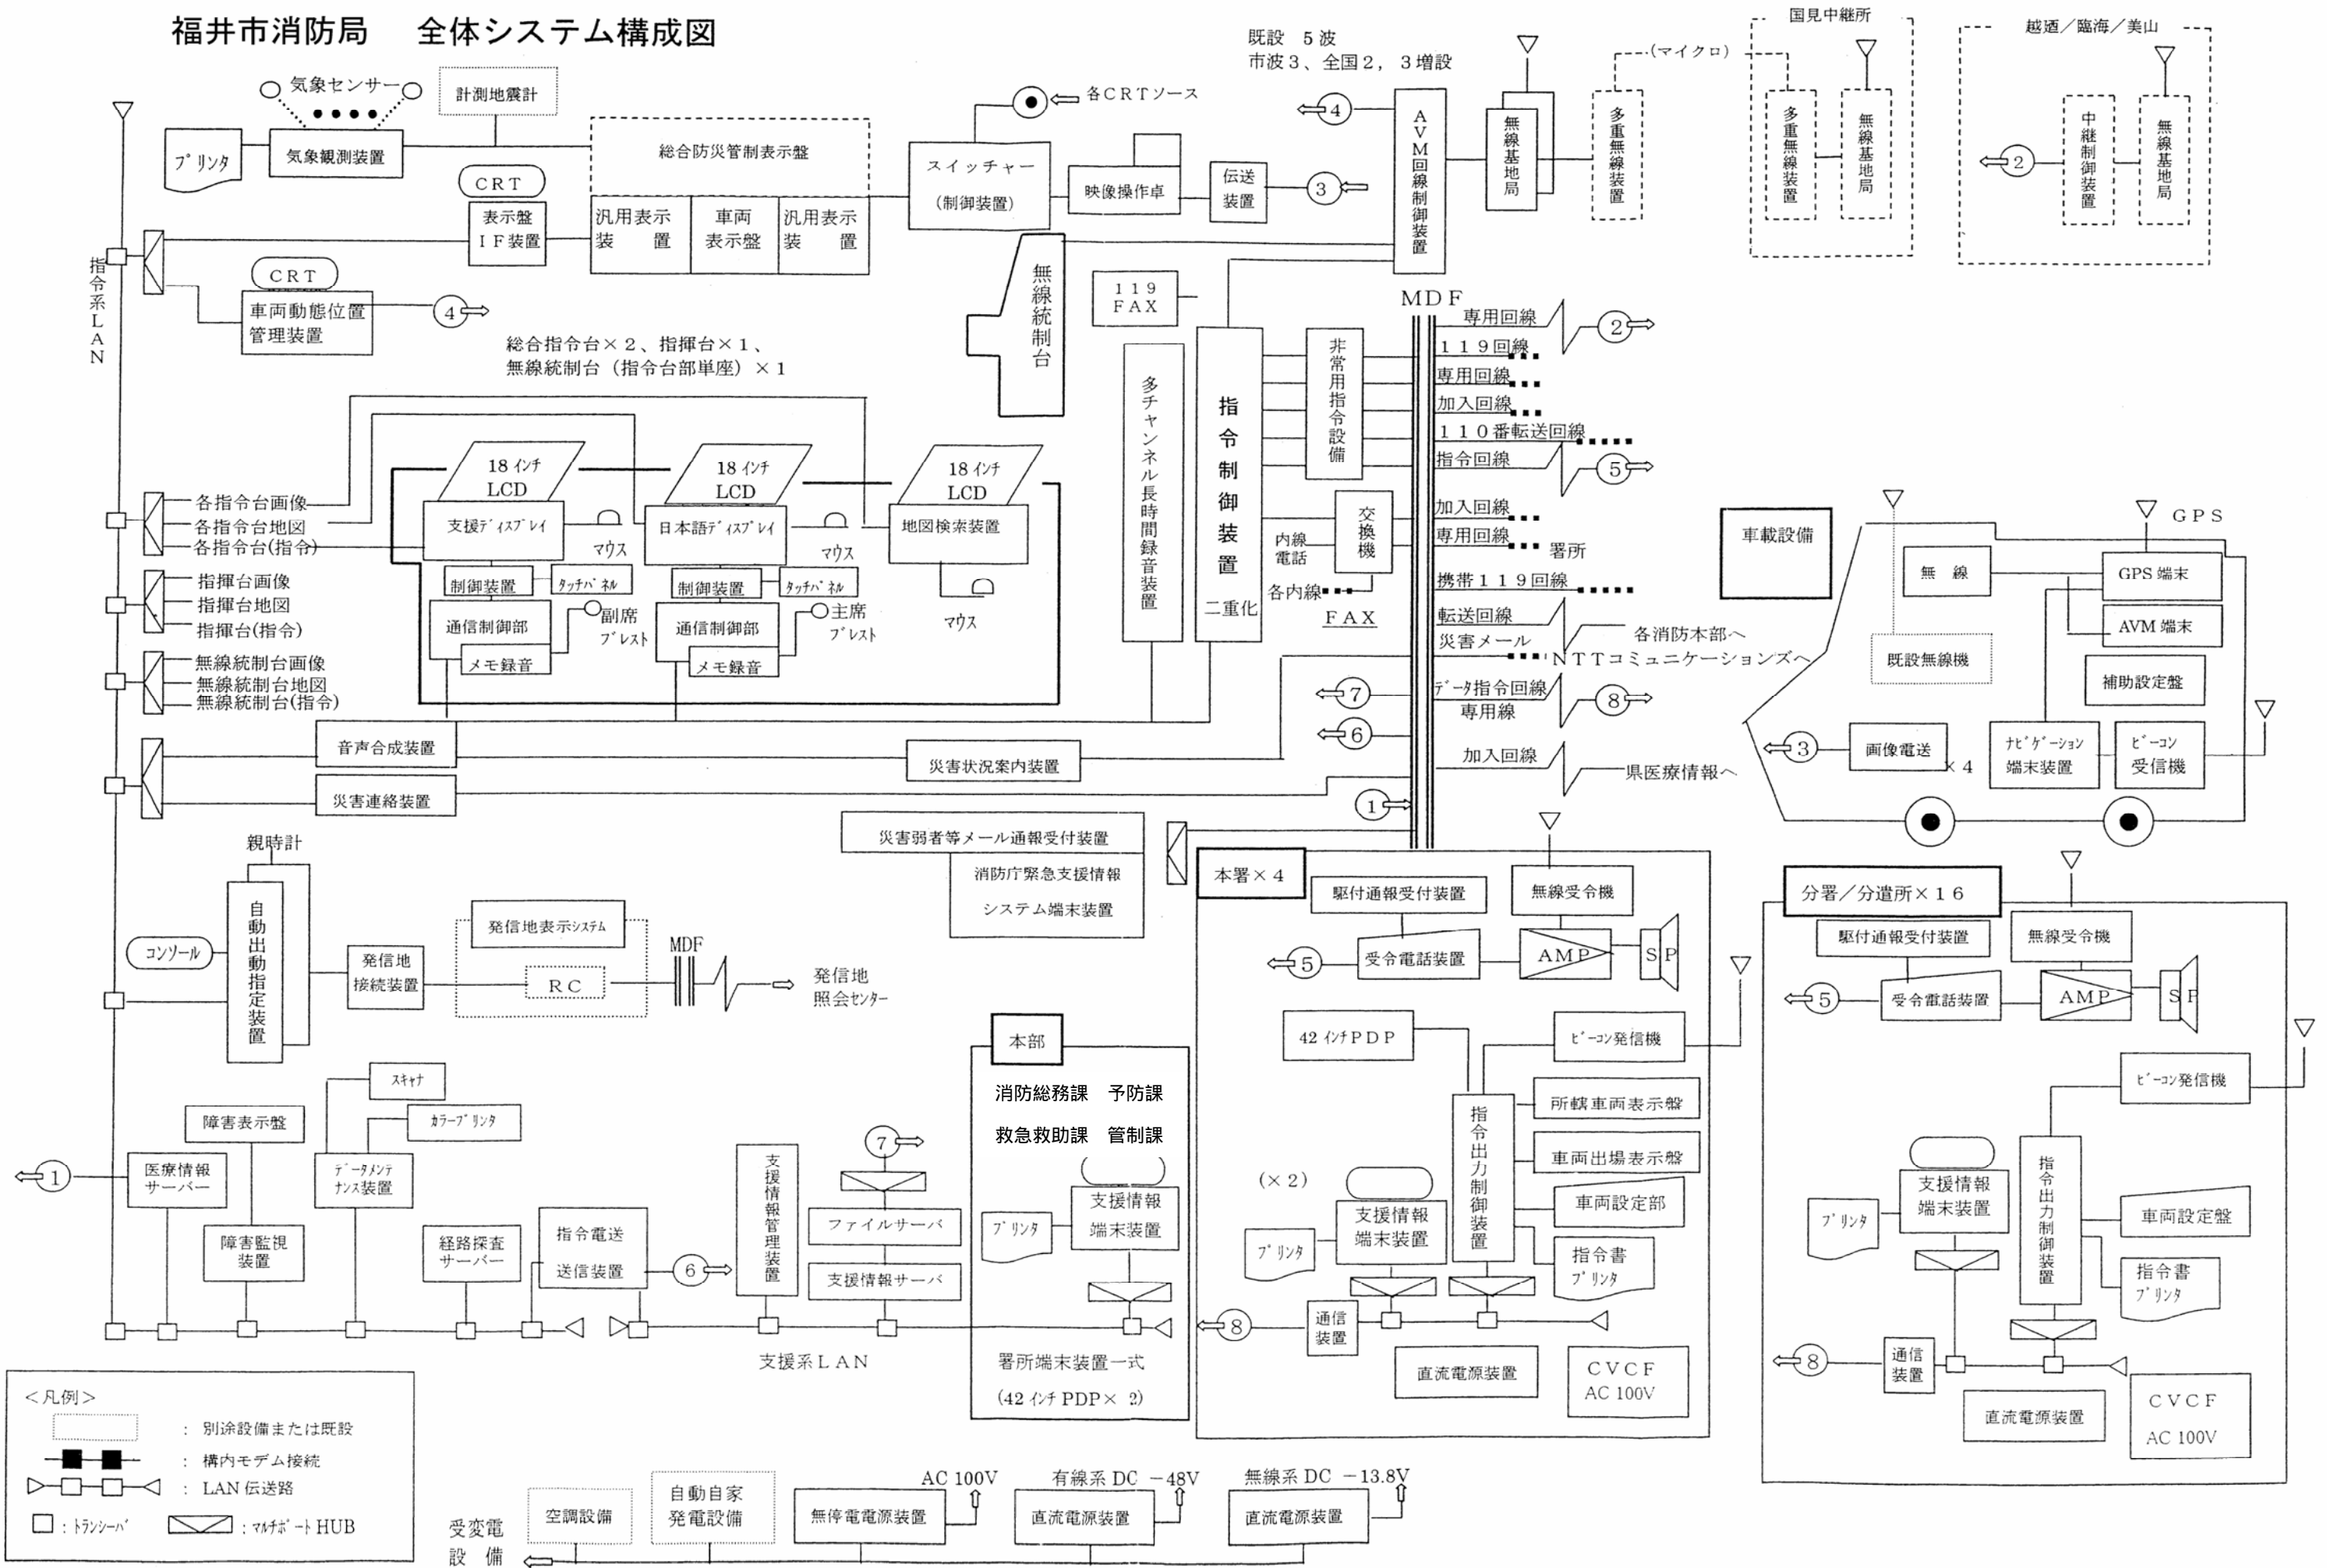 福井市消防局　全体システム構成図
既設　５波
市波３、全国２，３増設
(マイクロ)
国見中継所
越廼／臨海／美山
気象センサー
計測地震計
プリンタ
気象観測装置
総合防災管制表示盤
CRT
表示盤
ＩＦ装置
汎用表示
装　置
車両
表示盤
汎用表示
装　置
スイッチャー
(制御装置)
各ＣＲＴソース
映像操作卓
伝送
装置
③
④
AVM回線制御装置
無線基地局
多重無線装置
多重無線装置
無線基地局
②
中継制御装置
無線基地局
指令系ＬＡＮ
CRT
車両動態位置
管理装置
④
総合指令台×２、指揮台×１、
無線統制台（指令台部単座）×１
無線統制台
１１９
FAX
多チャンネル長時間録音装置
指令制御装置
二重化
非常用指令設備
交換機
内線
電話
各内線
FAX
MDF
専用回線
②
１１９回線
専用回線
加入回線
１１０番転送回線
指令回線
⑤
加入回線
専用回線
署所
携帯１１９回線
転送回線
各消防本部へ
災害メール
ＮＴＴコミュニケーションズへ
データ指令回線
専用線
⑧
加入回線
県医療情報へ
⑦
⑥
①
各指令台画像
各指令台地図
各指令台(指令)
指揮台画像
指揮台地図
指揮台(指令)
無線統制台画像
無線統制台地図
無線統制台(指令)
18 インチ
LCD
支援ディスプレイ
マウス
制御装置
タッチパネル
通信制御部
メモ録音
副席
ブレスト
18 インチ
LCD
日本語ディスプレイ
マウス
制御装置
タッチパネル
通信制御部
メモ録音
主席
ブレスト
18 インチ
LCD
地図検索装置
マウス
音声合成装置
災害状況案内装置
災害連絡装置
車載設備
ＧＰＳ
無　線
GPS 端末
AVM 端末
既設無線機
補助設定盤
③
画像電送
×４
ナビゲーション
端末装置
ビーコン
受信機
災害弱者等メール通報受付装置
消防庁緊急支援情報
システム端末装置
親時計
コンソール
自動出動指定装置
発信地
接続装置
発信地表示システム
ＲＣ
MDF
発信地
照会センター
スキャナ
カラープリンタ
障害表示盤
①
医療情報
サーバー
データメンテ
ナンス装置
障害監視
装置
経路探査
サーバー
指令電送
送信装置
⑥
支援情報管理装置
⑦
ファイルサーバ
支援情報サーバ
支援系ＬＡＮ
本部
消防総務課　予防課
救急救助課　管制課
プリンタ
支援情報
端末装置
署所端末装置一式
(42 インチ PDP× 2)
本署×４
駆付通報受付装置
無線受令機
⑤
受令電話装置
AMP
SP
42 インチＰＤＰ
ビーコン発信機
指令出力制御装置
所轄車両表示盤
車両出場表示盤
車両設定部
指令書
プリンタ
(×２)
支援情報
端末装置
プリンタ
⑧
通信
装置
直流電源装置
ＣＶＣＦ
AC 100V
分署／分遣所×１６
駆付通報受付装置
無線受令機
⑤
受令電話装置
AMP
SP
ビーコン発信機
指令出力制御装置
支援情報
端末装置
プリンタ
車両設定盤
指令書
プリンタ
⑧
通信
装置
直流電源装置
ＣＶＣＦ
AC 100V
＜凡例＞
：別途設備または既設
：構内モデム接続
：LAN 伝送路
：トランシーバ
：マルチポートHUB
受変電
設　備
空調設備
自動自家
発電設備
AC 100V
無停電電源装置
有線系 DC －48V
直流電源装置
無線系 DC －13.8V
直流電源装置